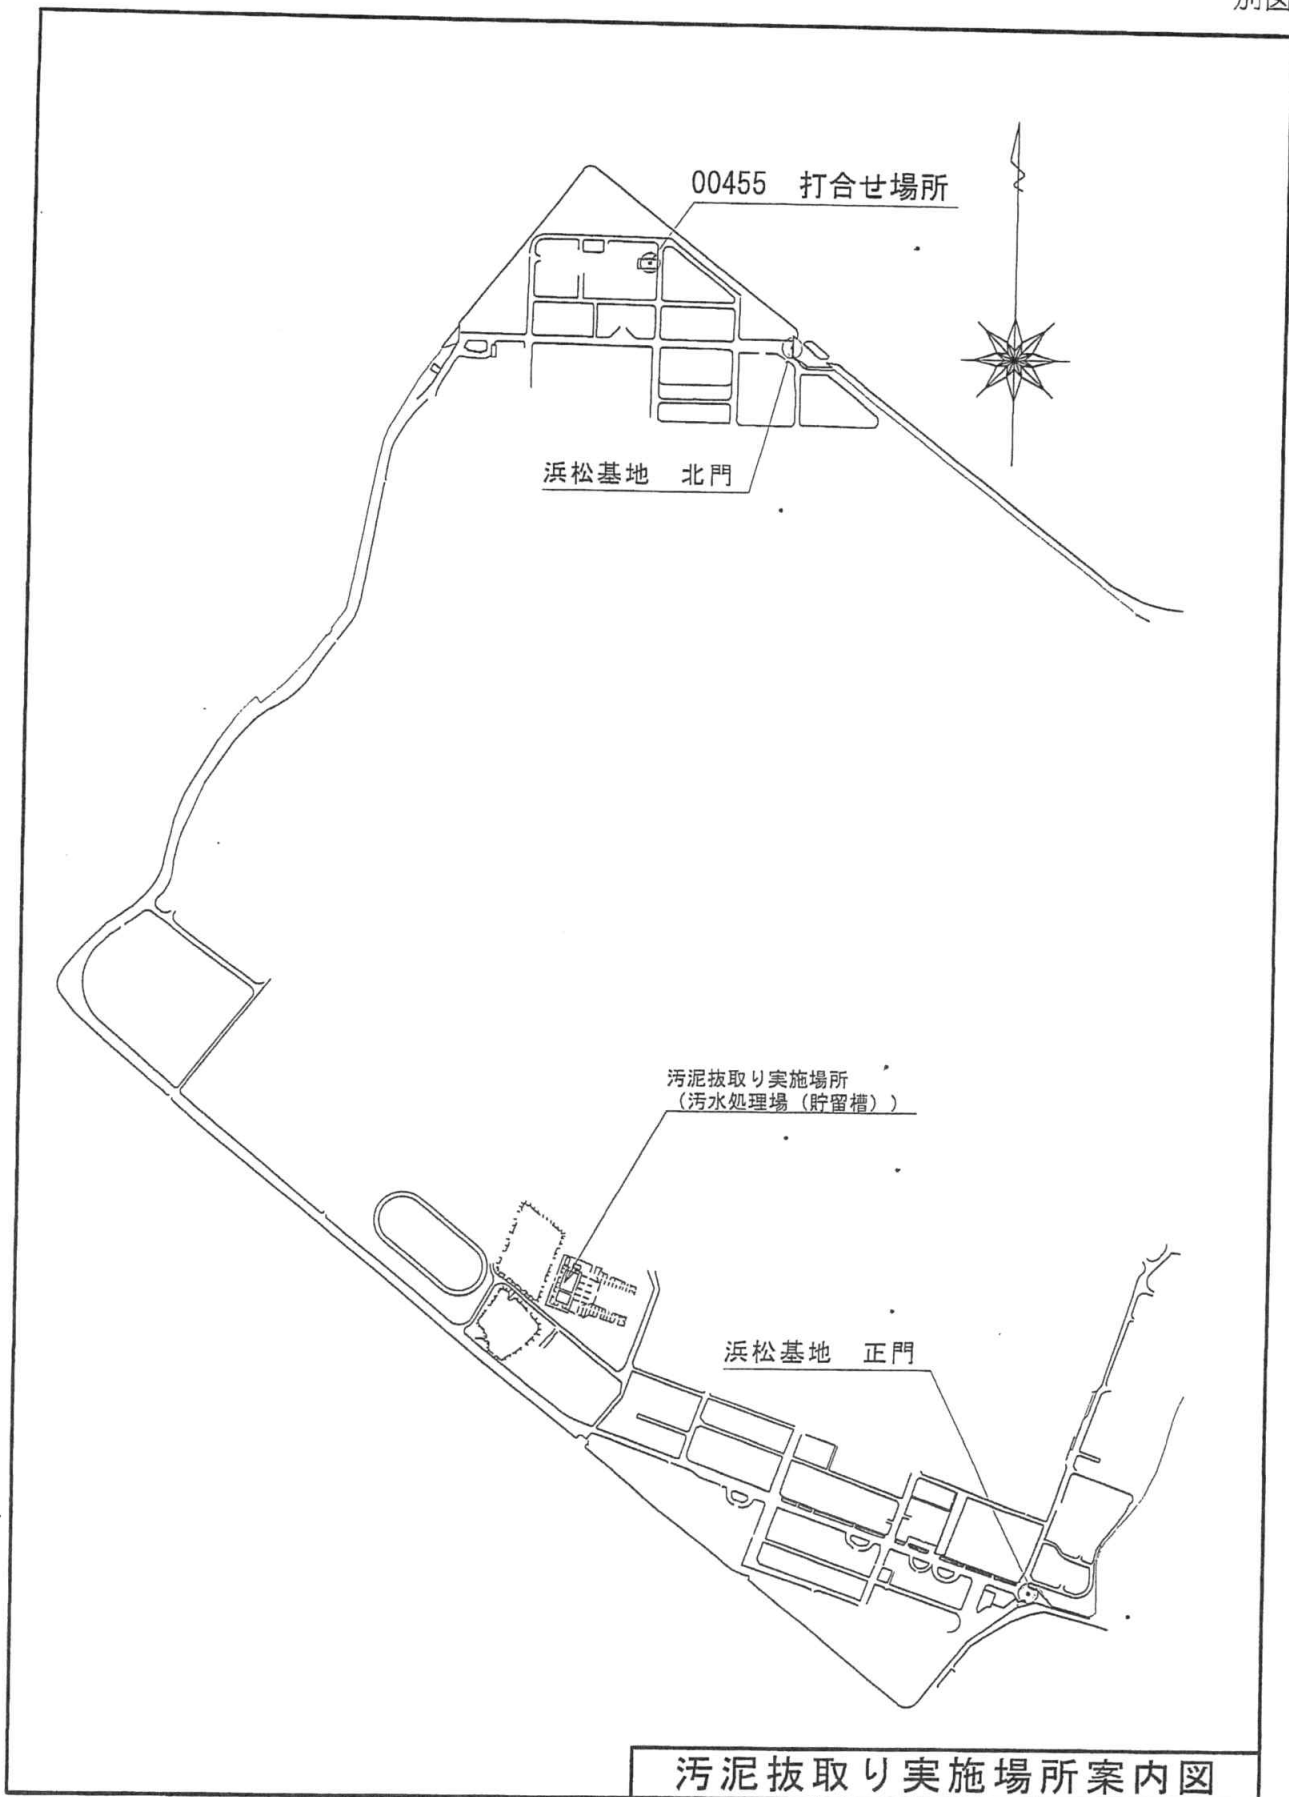 別図
00455 打合せ場所
浜松基地 北門
汚泥抜取り実施場所
（汚水処理場（貯留槽））
浜松基地 正門
汚泥抜取り実施場所案内図